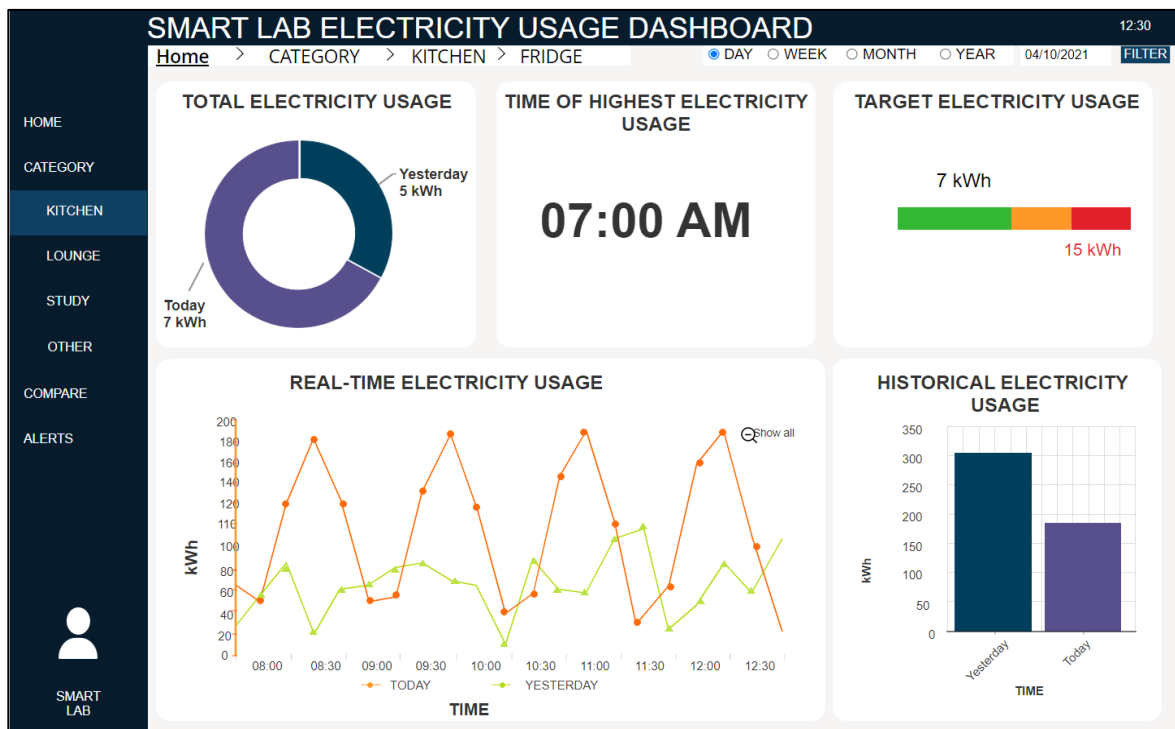 SMART LAB ELECTRICITY USAGE DASHBOARD
12:30
Home > CATEGORY > KITCHEN > FRIDGE
DAY WEEK MONTH YEAR 04/10/2021 FILTER
HOME
CATEGORY
KITCHEN
LOUNGE
STUDY
OTHER
COMPARE
ALERTS
SMART
LAB
TOTAL ELECTRICITY USAGE
Yesterday
5 kWh
Today
7 kWh
TIME OF HIGHEST ELECTRICITY
USAGE
07:00 AM
TARGET ELECTRICITY USAGE
7 kWh
15 kWh
REAL-TIME ELECTRICITY USAGE
Show all
kWh
200
180
160
140
120
110
100
80
60
40
20
0
08:00 08:30 09:00 09:30 10:00 10:30 11:00 11:30 12:00 12:30
TODAY YESTERDAY
TIME
HISTORICAL ELECTRICITY
USAGE
kWh
350
300
250
200
150
100
50
0
Yesterday Today
TIME